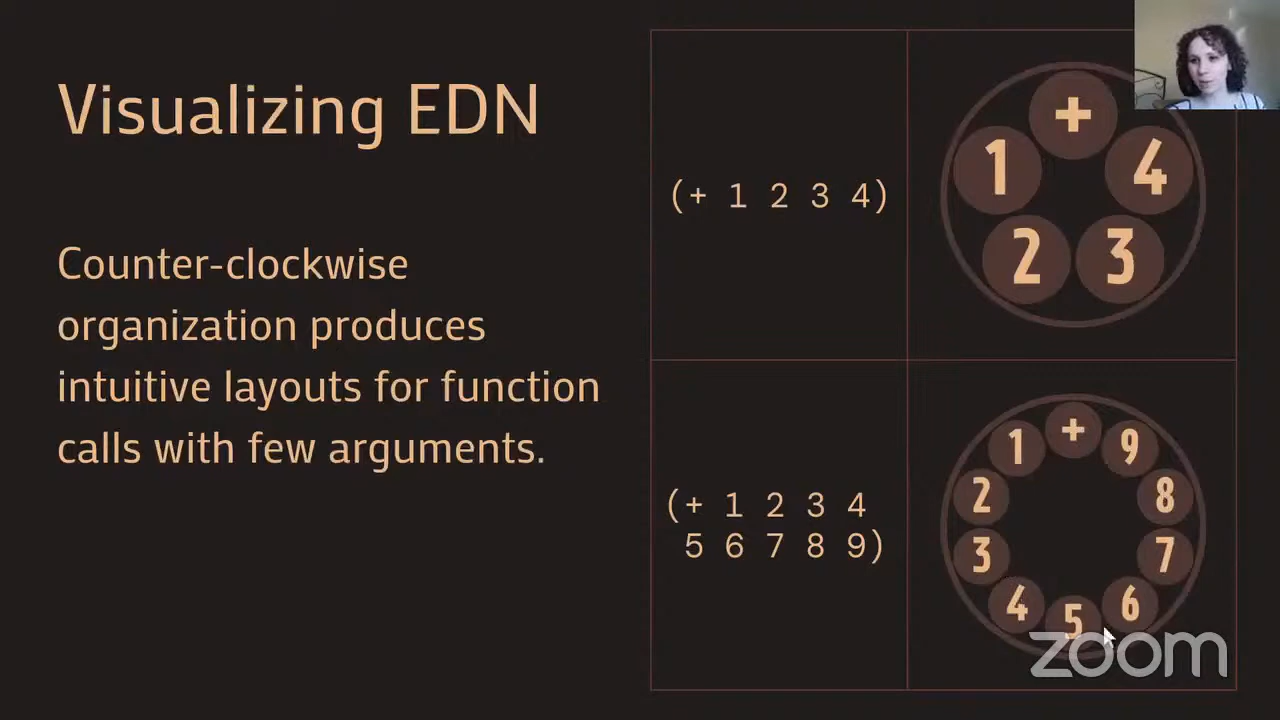 Visualizing EDN
Counter-clockwise
organization produces
intuitive layouts for function
calls with few arguments.
(+ 1 2 3 4)
+
1
4
2
3
(+ 1 2 3 4
5 6 7 8 9)
+
1
9
2
8
3
7
4
6
5
zoom